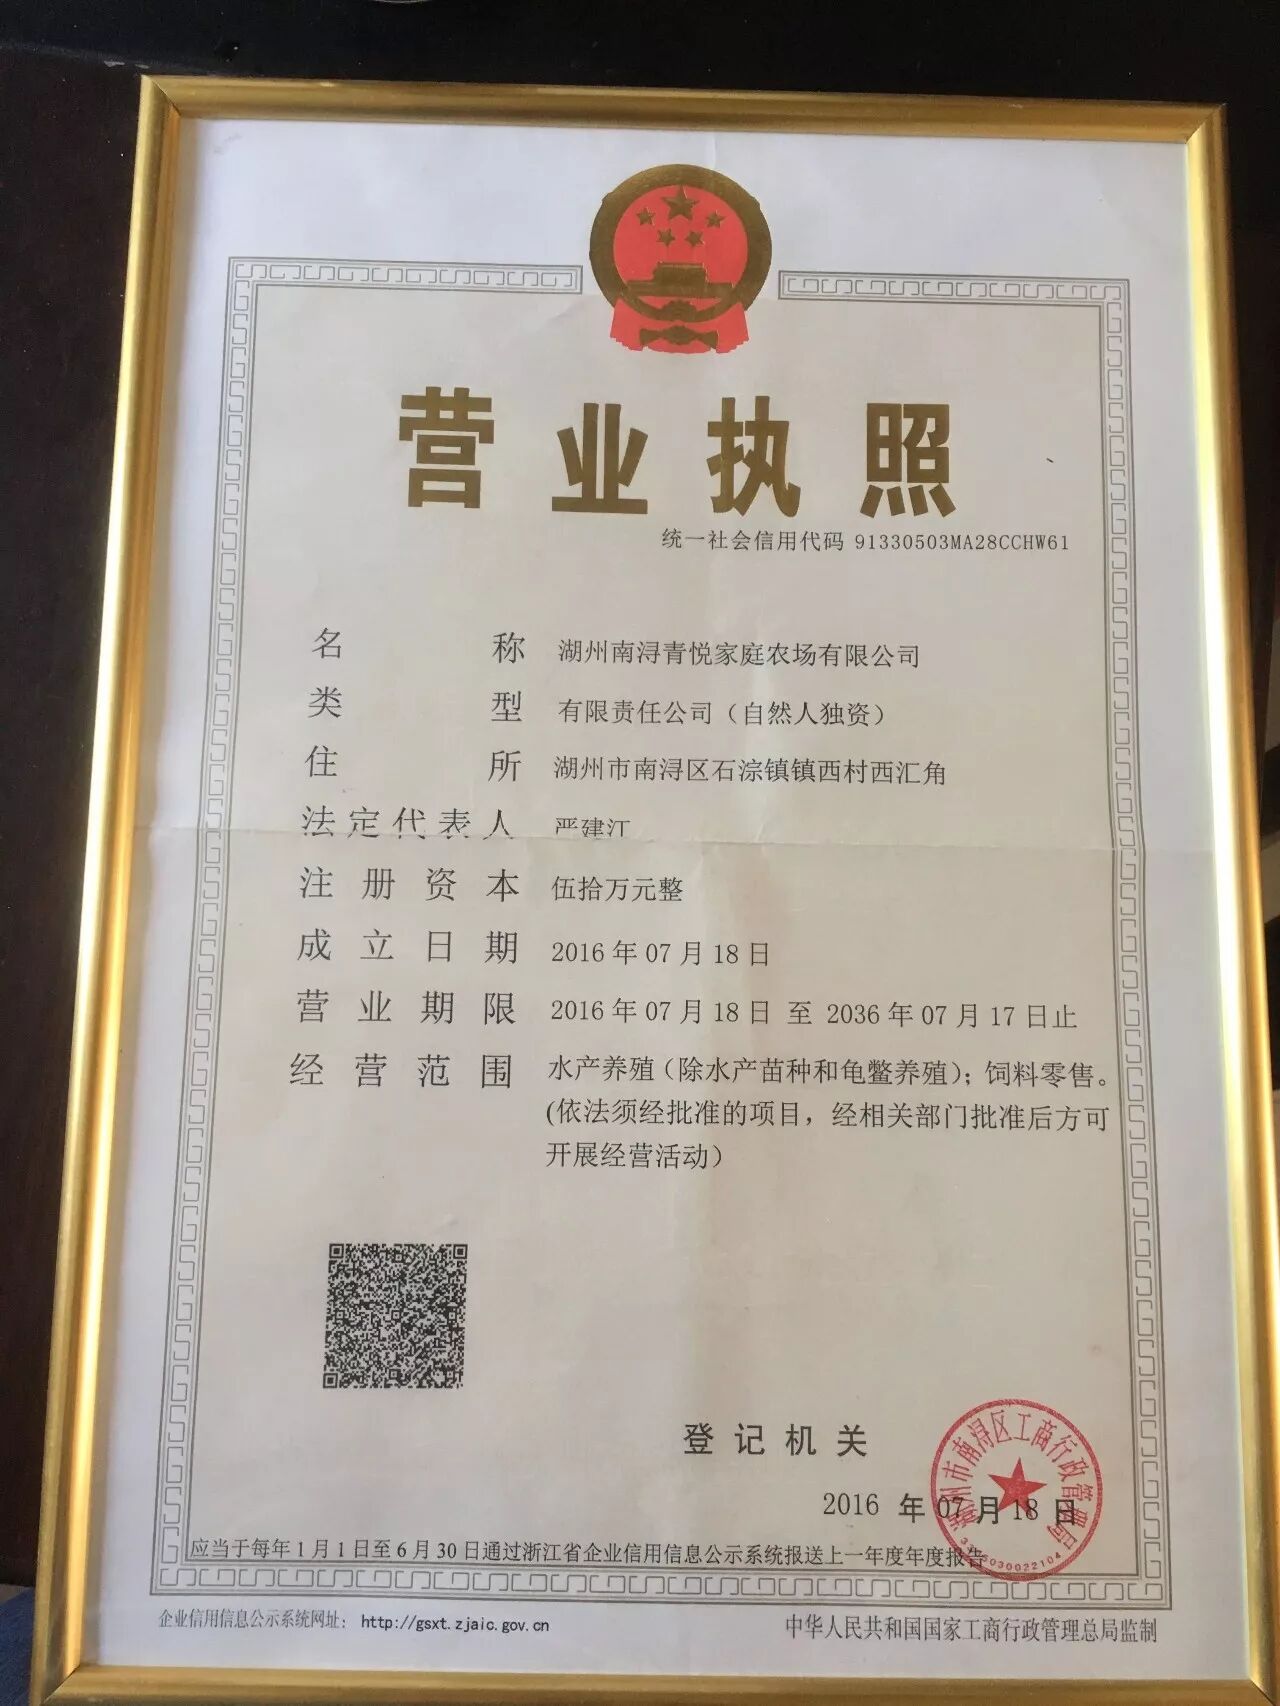 营业执照
统一社会信用代码 91330503MA28CCHW61
名称 湖州南浔青悦家庭农场有限公司
类型 有限责任公司（自然人独资）
住所 湖州市南浔区石淙镇镇西村西汇角
法定代表人 严建江
注册资本 伍拾万元整
成立日期 2016年07月18日
营业期限 2016年07月18日 至 2036年07月17日止
经营范围 水产养殖（除水产苗种和龟鳖养殖）；饲料零售。
(依法须经批准的项目，经相关部门批准后方可
开展经营活动）
登记机关
湖州市南浔区工商行政管理局
2016 年 07 月 18 日
应当于每年1月1日至6月30日通过浙江省企业信用信息公示系统报送上一年度年度报告
企业信用信息公示系统网址： http://gsxt.zjaic.gov.cn
中华人民共和国国家工商行政管理总局监制